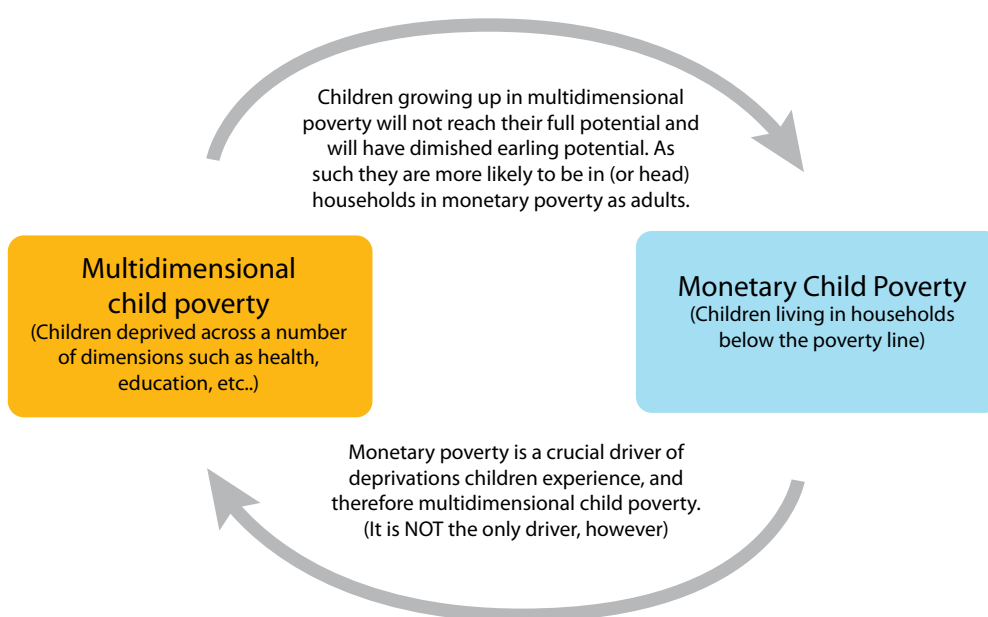 Children growing up in multidimensional
poverty will not reach their full potential and
will have dimished earling potential. As
such they are more likely to be in (or head)
households in monetary poverty as adults.
Multidimensional
child poverty
(Children deprived across a number
of dimensions such as health,
education, etc..)
Monetary Child Poverty
(Children living in households
below the poverty line)
Monetary poverty is a crucial driver of
deprivations children experience, and
therefore multidimensional child poverty.
(It is NOT the only driver, however)